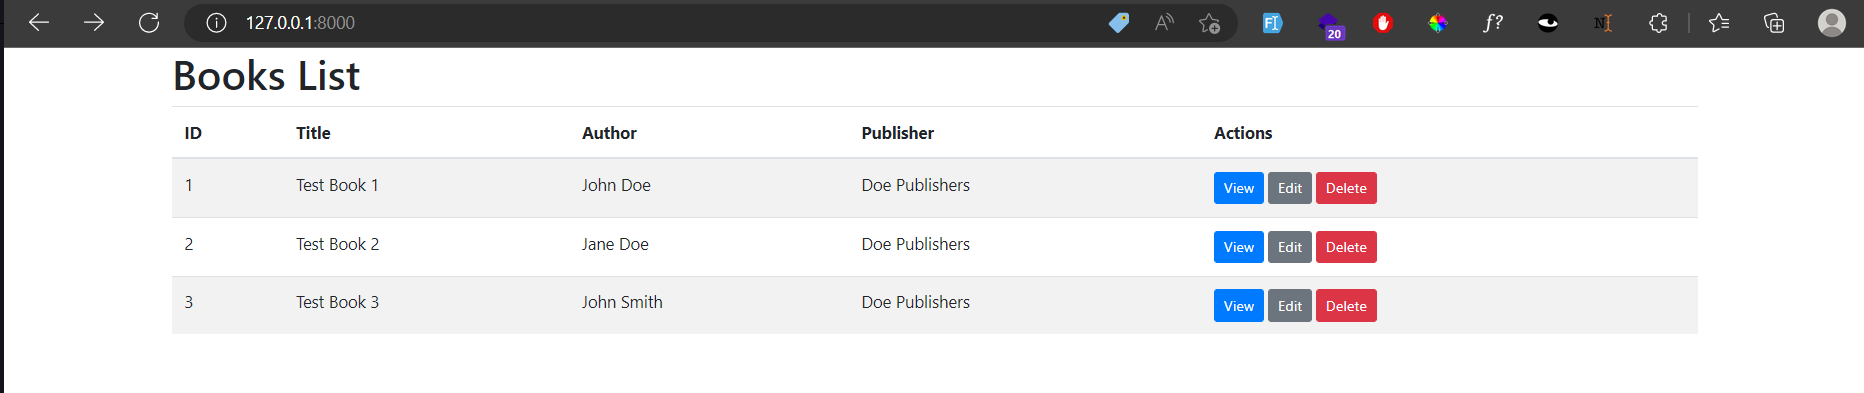 127.0.0.1:8000
20
f?
Books List
ID Title Author Publisher Actions
1 Test Book 1 John Doe Doe Publishers View Edit Delete
2 Test Book 2 Jane Doe Doe Publishers View Edit Delete
3 Test Book 3 John Smith Doe Publishers View Edit Delete